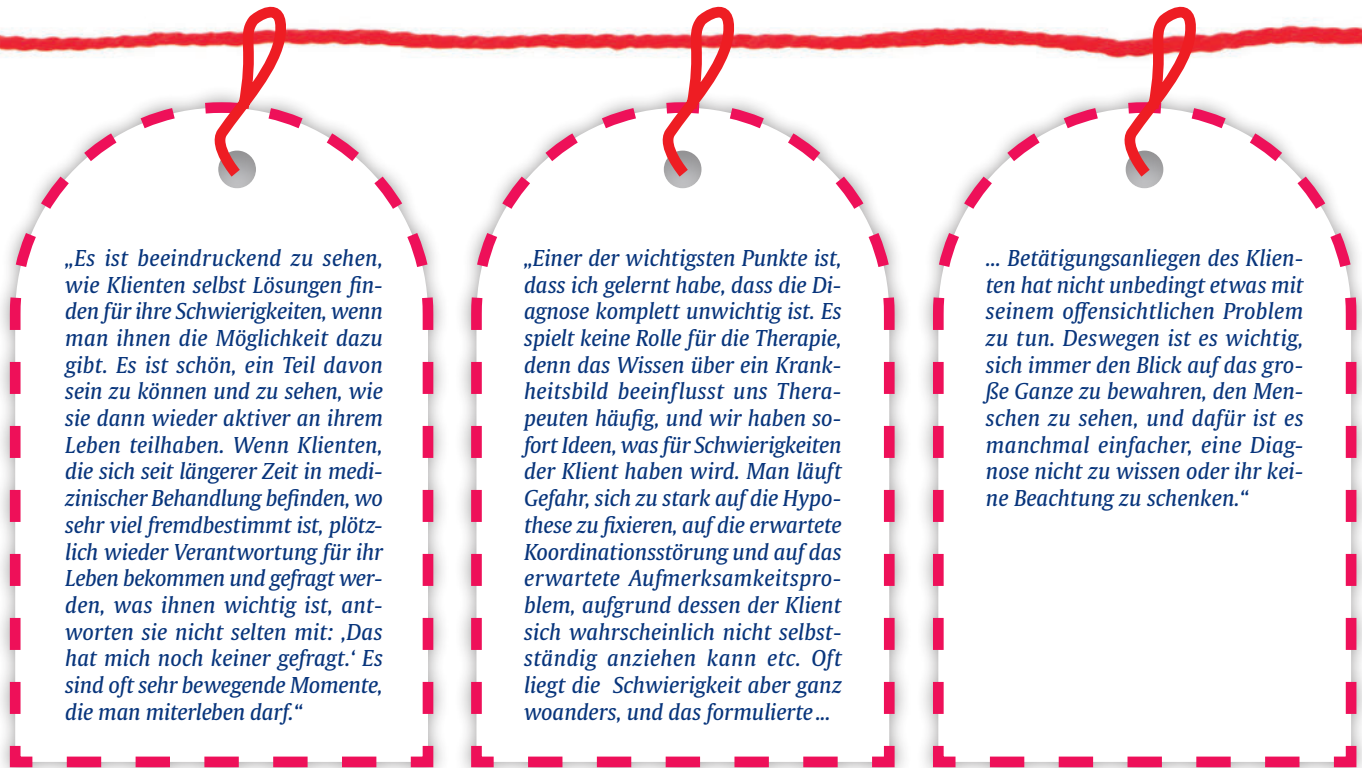 „Es ist beeindruckend zu sehen,
wie Klienten selbst Lösungen fin-
den für ihre Schwierigkeiten, wenn
man ihnen die Möglichkeit dazu
gibt. Es ist schön, ein Teil davon
sein zu können und zu sehen, wie
sie dann wieder aktiver an ihrem
Leben teilhaben. Wenn Klienten,
die sich seit längerer Zeit in medi-
zinischer Behandlung befinden, wo
sehr viel fremdbestimmt ist, plötz-
lich wieder Verantwortung für ihr
Leben bekommen und gefragt wer-
den, was ihnen wichtig ist, ant-
worten sie nicht selten mit: ‚Das
hat mich noch keiner gefragt.‘ Es
sind oft sehr bewegende Momente,
die man miterleben darf.“
„Einer der wichtigsten Punkte ist,
dass ich gelernt habe, dass die Di-
agnose komplett unwichtig ist. Es
spielt keine Rolle für die Therapie,
denn das Wissen über ein Krank-
heitsbild beeinflusst uns Thera-
peuten häufig, und wir haben so-
fort Ideen, was für Schwierigkeiten
der Klient haben wird. Man läuft
Gefahr, sich zu stark auf die Hypo-
these zu fixieren, auf die erwartete
Koordinationsstörung und auf das
erwartete Aufmerksamkeitspro-
blem, aufgrund dessen der Klient
sich wahrscheinlich nicht selbst-
ständig anziehen kann etc. Oft
liegt die Schwierigkeit aber ganz
woanders, und das formulierte ...
... Betätigungsanliegen des Klien-
ten hat nicht unbedingt etwas mit
seinem offensichtlichen Problem
zu tun. Deswegen ist es wichtig,
sich immer den Blick auf das gro-
ße Ganze zu bewahren, den Men-
schen zu sehen, und dafür ist es
manchmal einfacher, eine Diag-
nose nicht zu wissen oder ihr kei-
ne Beachtung zu schenken.“